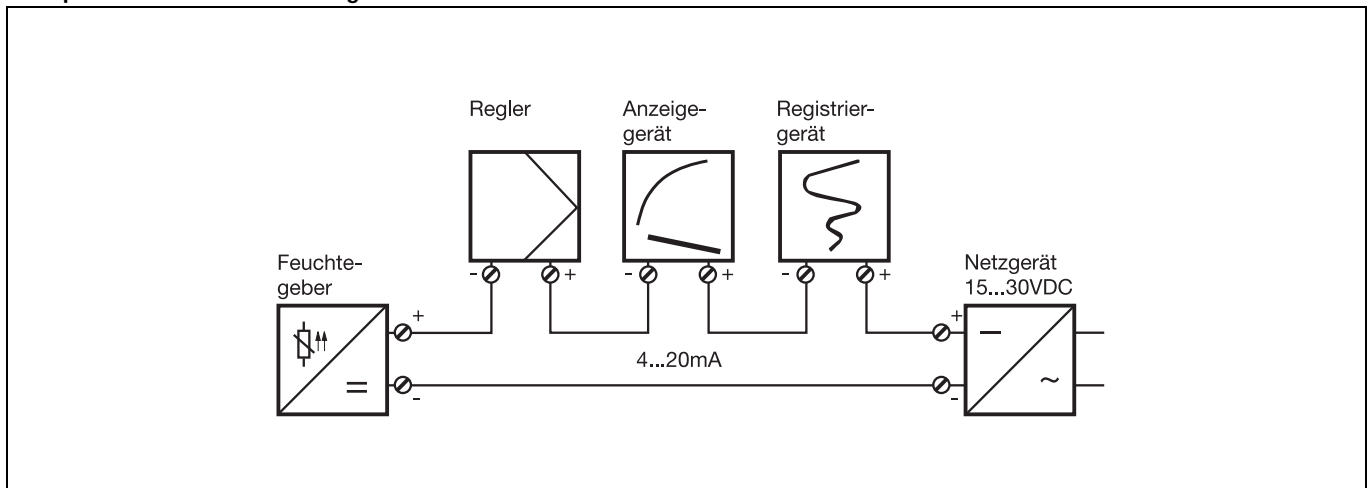 Regler
Anzeige-
gerät
Registrier-
gerät
- + - + - +
Feuchte-
geber
Netzgerät
15...30VDC
+ +
4...20mA
- -